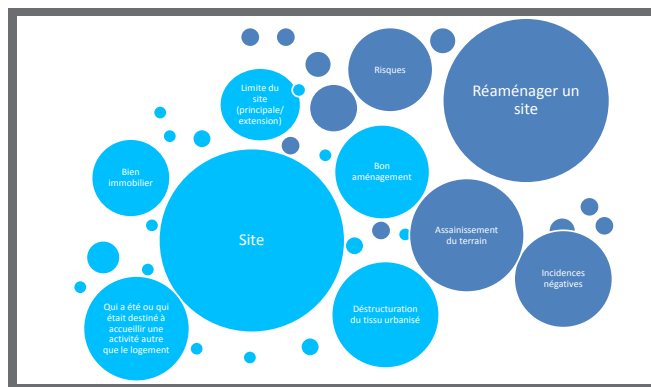 Risques
Réaménager un
site
Limite du
site
(principale/
extension)
Bon
aménagement
Bien
immobilier
Site
Assainissement
du terrain
Incidences
négatives
Qui a été ou qui
était destiné à
accueillir une
activité autre
que le logement
Déstructuration
du tissu urbanisé